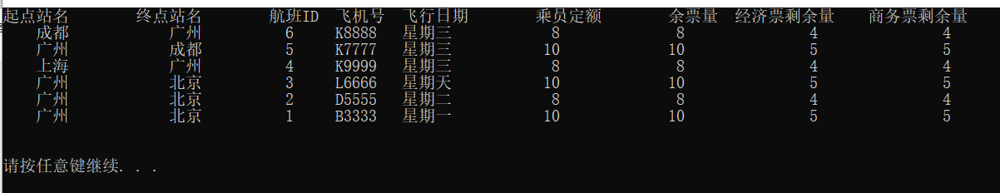 起点站名 终点站名 航班ID 飞机号 飞行日期 乘员定额 余票量 经济票剩余量 商务票剩余量
成都 广州 6 K8888 星期三 8 8 4 4
广州 成都 5 K7777 星期三 10 10 5 5
上海 广州 4 K9999 星期三 8 8 4 4
广州 北京 3 L6666 星期天 10 10 5 5
广州 北京 2 D5555 星期二 8 8 4 4
广州 北京 1 B3333 星期一 10 10 5 5
请按任意键继续. . .